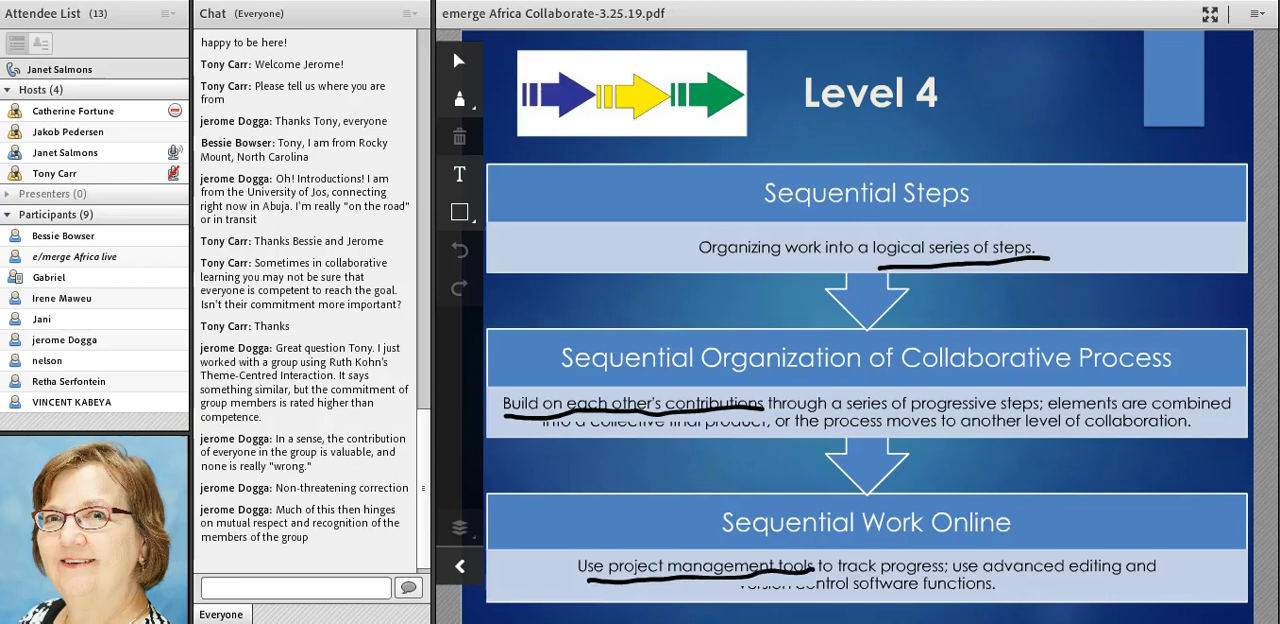 Attendee List (13)
Janet Salmons
Hosts (4)
Catherine Fortune
Jakob Pedersen
Janet Salmons
Tony Carr
Presenters (0)
Participants (9)
Bessie Bowser
e/merge Africa live
Gabriel
Irene Maweu
Jani
jerome Dogga
nelson
Retha Serfontein
VINCENT KABEYA
Chat (Everyone)
happy to be here!
Tony Carr: Welcome Jerome!
Tony Carr: Please tell us where you are
from
jerome Dogga: Thanks Tony, everyone
Bessie Bowser: Tony, I am from Rocky
Mount, North Carolina
jerome Dogga: Oh! Introductions! I am
from the University of Jos, connecting
right now in Abuja. I'm really "on the road"
or in transit
Tony Carr: Thanks Bessie and Jerome
Tony Carr: Sometimes in collaborative
learning you may not be sure that
everyone is competent to reach the goal.
Isn't their commitment more important?
Tony Carr: Thanks
jerome Dogga: Great question Tony. I just
worked with a group using Ruth Kohn's
Theme-Centred Interaction. It says
something similar, but the commitment of
group members is rated higher than
competence.
jerome Dogga: In a sense, the contribution
of everyone in the group is valuable, and
none is really "wrong."
jerome Dogga: Non-threatening correction
jerome Dogga: Much of this then hinges
on mutual respect and recognition of the
members of the group
Everyone
emerge Africa Collaborate-3.25.19.pdf
T
Level 4
Sequential Steps
Organizing work into a logical series of steps.
Sequential Organization of Collaborative Process
Build on each other's contributions through a series of progressive steps; elements are combined
into a collective final product, or the process moves to another level of collaboration.
Sequential Work Online
Use project management tools to track progress; use advanced editing and
version control software functions.